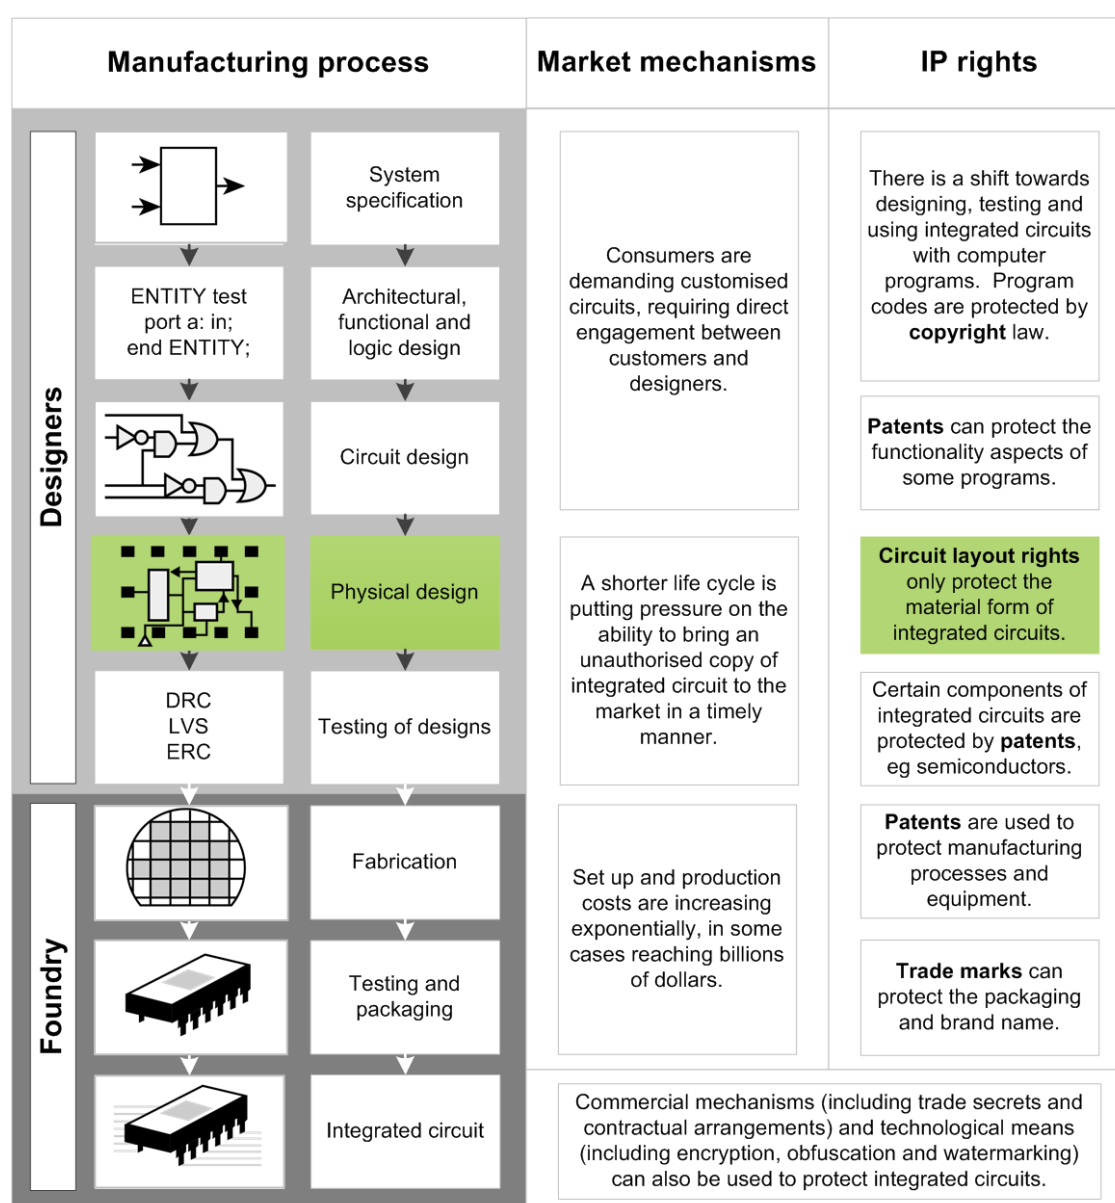 Manufacturing process
Market mechanisms
IP rights
Designers
System
specification
ENTITY test
port a: in;
end ENTITY;
Architectural,
functional and
logic design
Circuit design
Physical design
DRC
LVS
ERC
Testing of designs
Foundry
Fabrication
Testing and
packaging
Integrated circuit
Consumers are
demanding customised
circuits, requiring direct
engagement between
customers and
designers.
A shorter life cycle is
putting pressure on the
ability to bring an
unauthorised copy of
integrated circuit to the
market in a timely
manner.
Set up and production
costs are increasing
exponentially, in some
cases reaching billions
of dollars.
There is a shift towards
designing, testing and
using integrated circuits
with computer
programs.  Program
codes are protected by
copyright law.
Patents can protect the
functionality aspects of
some programs.
Circuit layout rights
only protect the
material form of
integrated circuits.
Certain components of
integrated circuits are
protected by patents,
eg semiconductors.
Patents are used to
protect manufacturing
processes and
equipment.
Trade marks can
protect the packaging
and brand name.
Commercial mechanisms (including trade secrets and
contractual arrangements) and technological means
(including encryption, obfuscation and watermarking)
can also be used to protect integrated circuits.